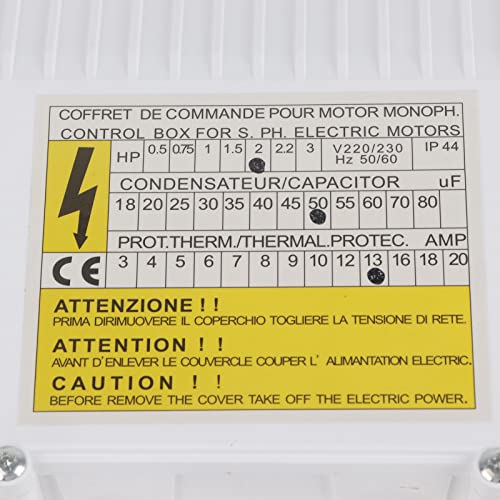 COFFRET DE COMMANDE POUR MOTOR MONOPH.
CONTROL BOX FOR S. PH. ELECTRIC MOTORS
HP 0.5 0.75 1 1.5 2 2.2 3 V220/230 Hz 50/60 IP 44
CONDENSATEUR/CAPACITOR uF
18 20 25 30 35 40 45 50 55 60 70 80
PROT.THERM./THERMAL.PROTEC. AMP
CE 3 4 5 6 7 8 9 10 12 13 16 18 20
ATTENZIONE ! !
PRIMA DIRIMUOVERE IL COPERCHIO TOGLIERE LA TENSIONE DI RETE.
ATTENTION ! !
AVANT D'ENLEVER LE COUVERCLE COUPER L' ALIMANTATION ELECTRIC.
CAUTION ! !
BEFORE REMOVE THE COVER TAKE OFF THE ELECTRIC POWER.